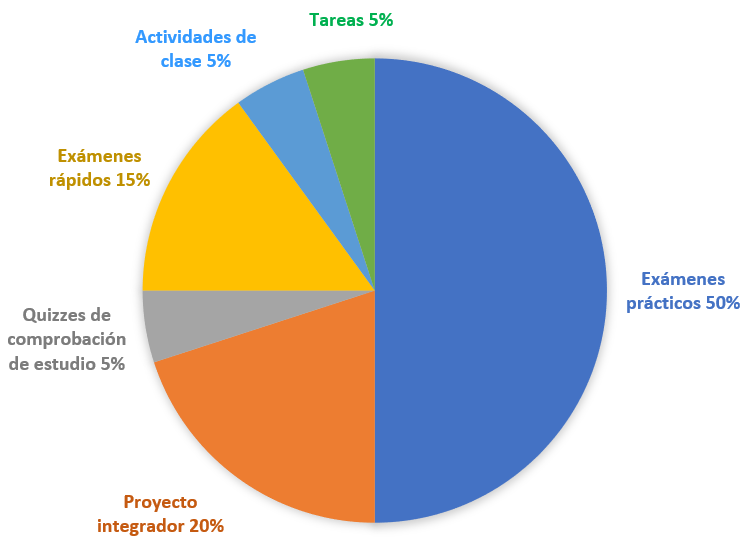 Tareas 5%
Actividades de
clase 5%
Exámenes
rápidos 15%
Exámenes
prácticos 50%
Quizzes de
comprobación
de estudio 5%
Proyecto
integrador 20%